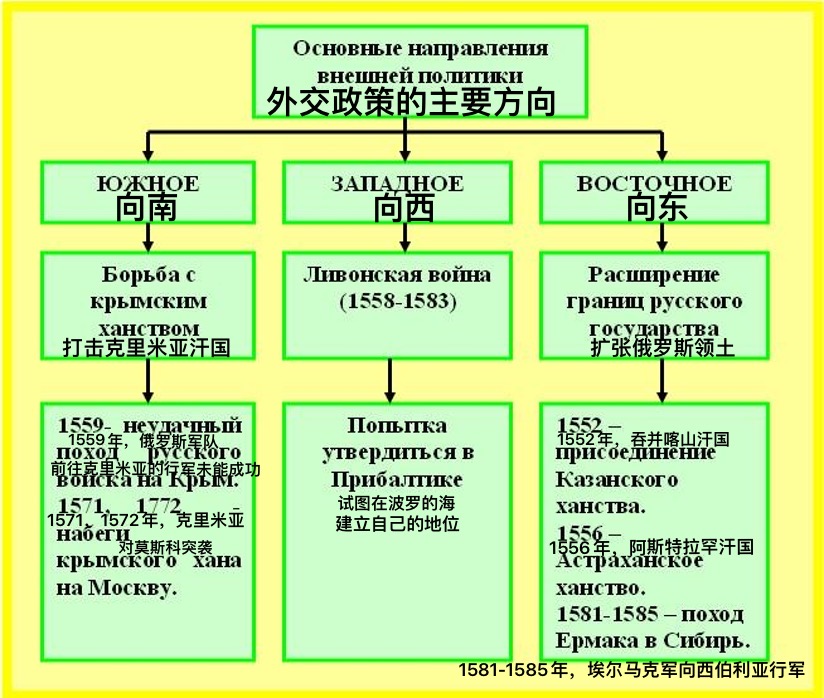 Основные направления
внешней политики
外交政策的主要方向
ЮЖНОЕ
向南
ЗАПАДНОЕ
向西
ВОСТОЧНОЕ
向东
Борьба с
крымским
ханством
打击克里米亚汗国
Ливонская война
(1558-1583)
Расширение
границ русского
государства
扩张俄罗斯领土
1559- неудачный
1559年，俄罗斯军队
поход русского
前往克里米亚的行军未能成功
войска на Крым.
1571, 1772 -
1571，1572年，克里米亚
набеги
对莫斯科突袭
крымского хана
на Москву.
Попытка
утвердиться в
Прибалтике
试图在波罗的海
建立自己的地位
1552 –
1552年，吞并喀山汗国
присоединение
Казанского
ханства.
1556 –
1556年，阿斯特拉罕汗国
Астраханское
ханство.
1581-1585 – поход
Ермака в Сибирь.
1581-1585年，埃尔马克军向西伯利亚行军